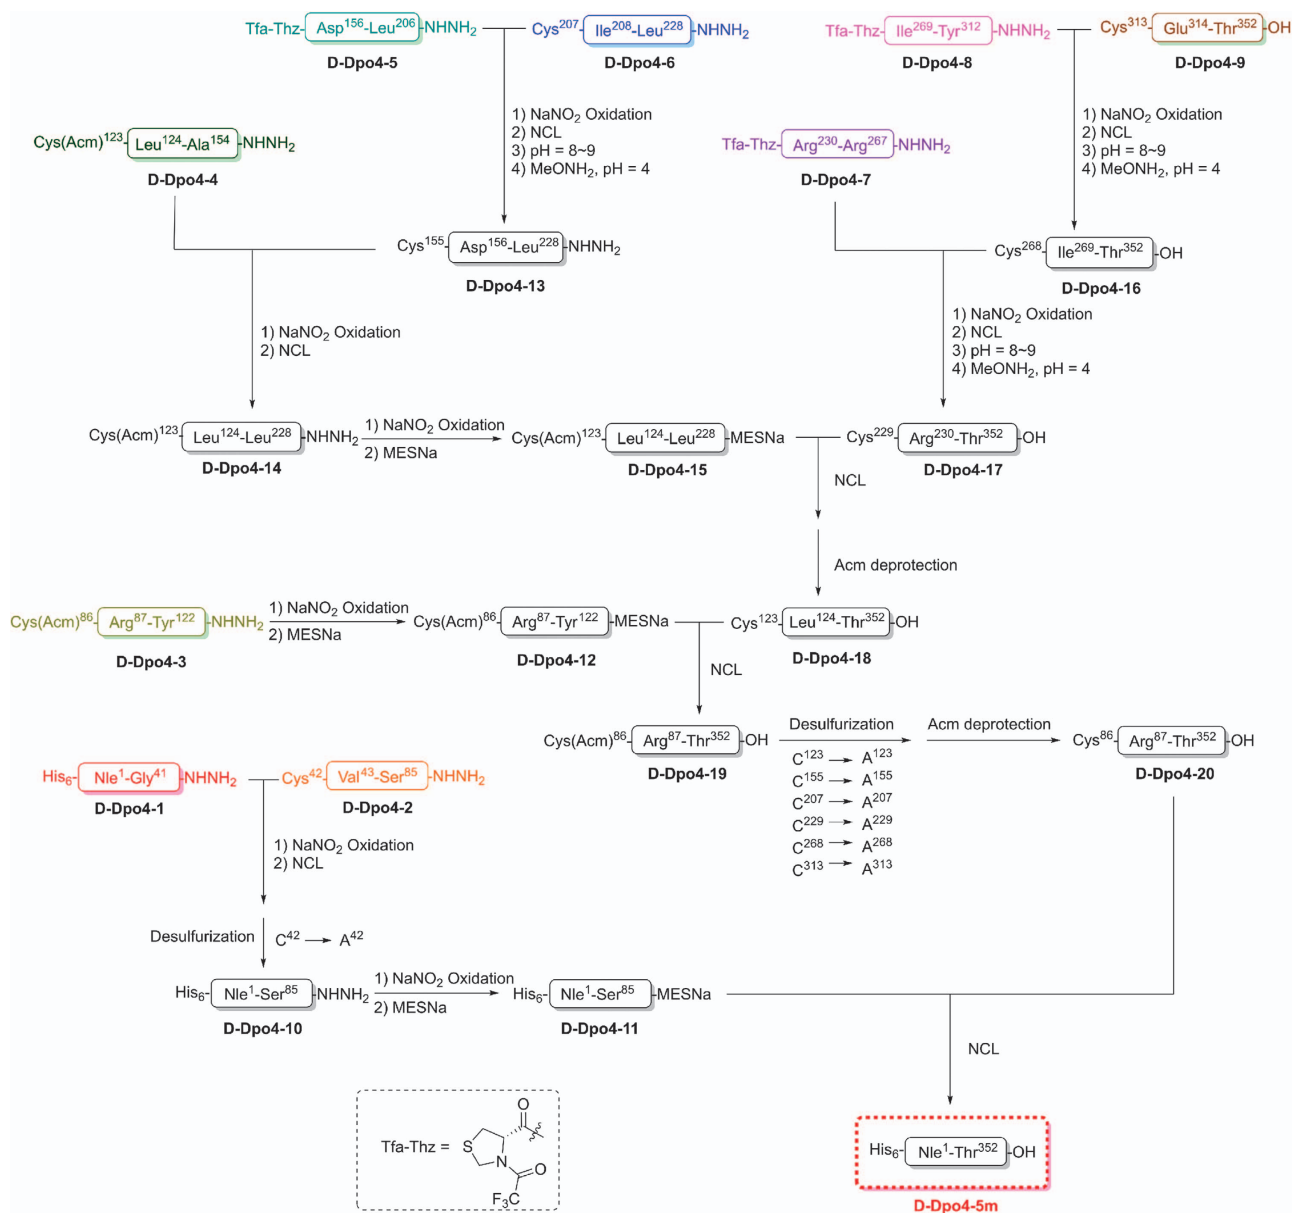 Tfa-Thz- Asp¹⁵⁶-Leu²⁰⁶ -NHNH₂
D-Dpo4-5
Cys²⁰⁷- Ile²⁰⁸-Leu²²⁸ -NHNH₂
D-Dpo4-6
Tfa-Thz- Ile²⁶⁹-Tyr³¹² -NHNH₂
D-Dpo4-8
Cys³¹³- Glu³¹⁴-Thr³⁵² -OH
D-Dpo4-9
1) NaNO₂ Oxidation
2) NCL
3) pH = 8~9
4) MeONH₂, pH = 4
1) NaNO₂ Oxidation
2) NCL
3) pH = 8~9
4) MeONH₂, pH = 4
Cys(Acm)¹²³- Leu¹²⁴-Ala¹⁵⁴ -NHNH₂
D-Dpo4-4
Tfa-Thz- Arg²³⁰-Arg²⁶⁷ -NHNH₂
D-Dpo4-7
Cys¹⁵⁵- Asp¹⁵⁶-Leu²²⁸ -NHNH₂
D-Dpo4-13
Cys²⁶⁸- Ile²⁶⁹-Thr³⁵² -OH
D-Dpo4-16
1) NaNO₂ Oxidation
2) NCL
1) NaNO₂ Oxidation
2) NCL
3) pH = 8~9
4) MeONH₂, pH = 4
Cys(Acm)¹²³- Leu¹²⁴-Leu²²⁸ -NHNH₂
D-Dpo4-14
1) NaNO₂ Oxidation
2) MESNa
Cys(Acm)¹²³- Leu¹²⁴-Leu²²⁸ -MESNa
D-Dpo4-15
Cys²²⁹- Arg²³⁰-Thr³⁵² -OH
D-Dpo4-17
NCL
Acm deprotection
Cys(Acm)⁸⁶- Arg⁸⁷-Tyr¹²² -NHNH₂
D-Dpo4-3
1) NaNO₂ Oxidation
2) MESNa
Cys(Acm)⁸⁶- Arg⁸⁷-Tyr¹²² -MESNa
D-Dpo4-12
Cys¹²³- Leu¹²⁴-Thr³⁵² -OH
D-Dpo4-18
NCL
Cys(Acm)⁸⁶- Arg⁸⁷-Thr³⁵² -OH
D-Dpo4-19
Desulfurization
C¹²³ → A¹²³
C¹⁵⁵ → A¹⁵⁵
C²⁰⁷ → A²⁰⁷
C²²⁹ → A²²⁹
C²⁶⁸ → A²⁶⁸
C³¹³ → A³¹³
Acm deprotection
Cys⁸⁶- Arg⁸⁷-Thr³⁵² -OH
D-Dpo4-20
His₆- Nle¹-Gly⁴¹ -NHNH₂
D-Dpo4-1
Cys⁴²- Val⁴³-Ser⁸⁵ -NHNH₂
D-Dpo4-2
1) NaNO₂ Oxidation
2) NCL
Desulfurization C⁴² → A⁴²
His₆- Nle¹-Ser⁸⁵ -NHNH₂
D-Dpo4-10
1) NaNO₂ Oxidation
2) MESNa
His₆- Nle¹-Ser⁸⁵ -MESNa
D-Dpo4-11
NCL
Tfa-Thz =
O
S
N
O
F₃C
His₆- Nle¹-Thr³⁵² -OH
D-Dpo4-5m